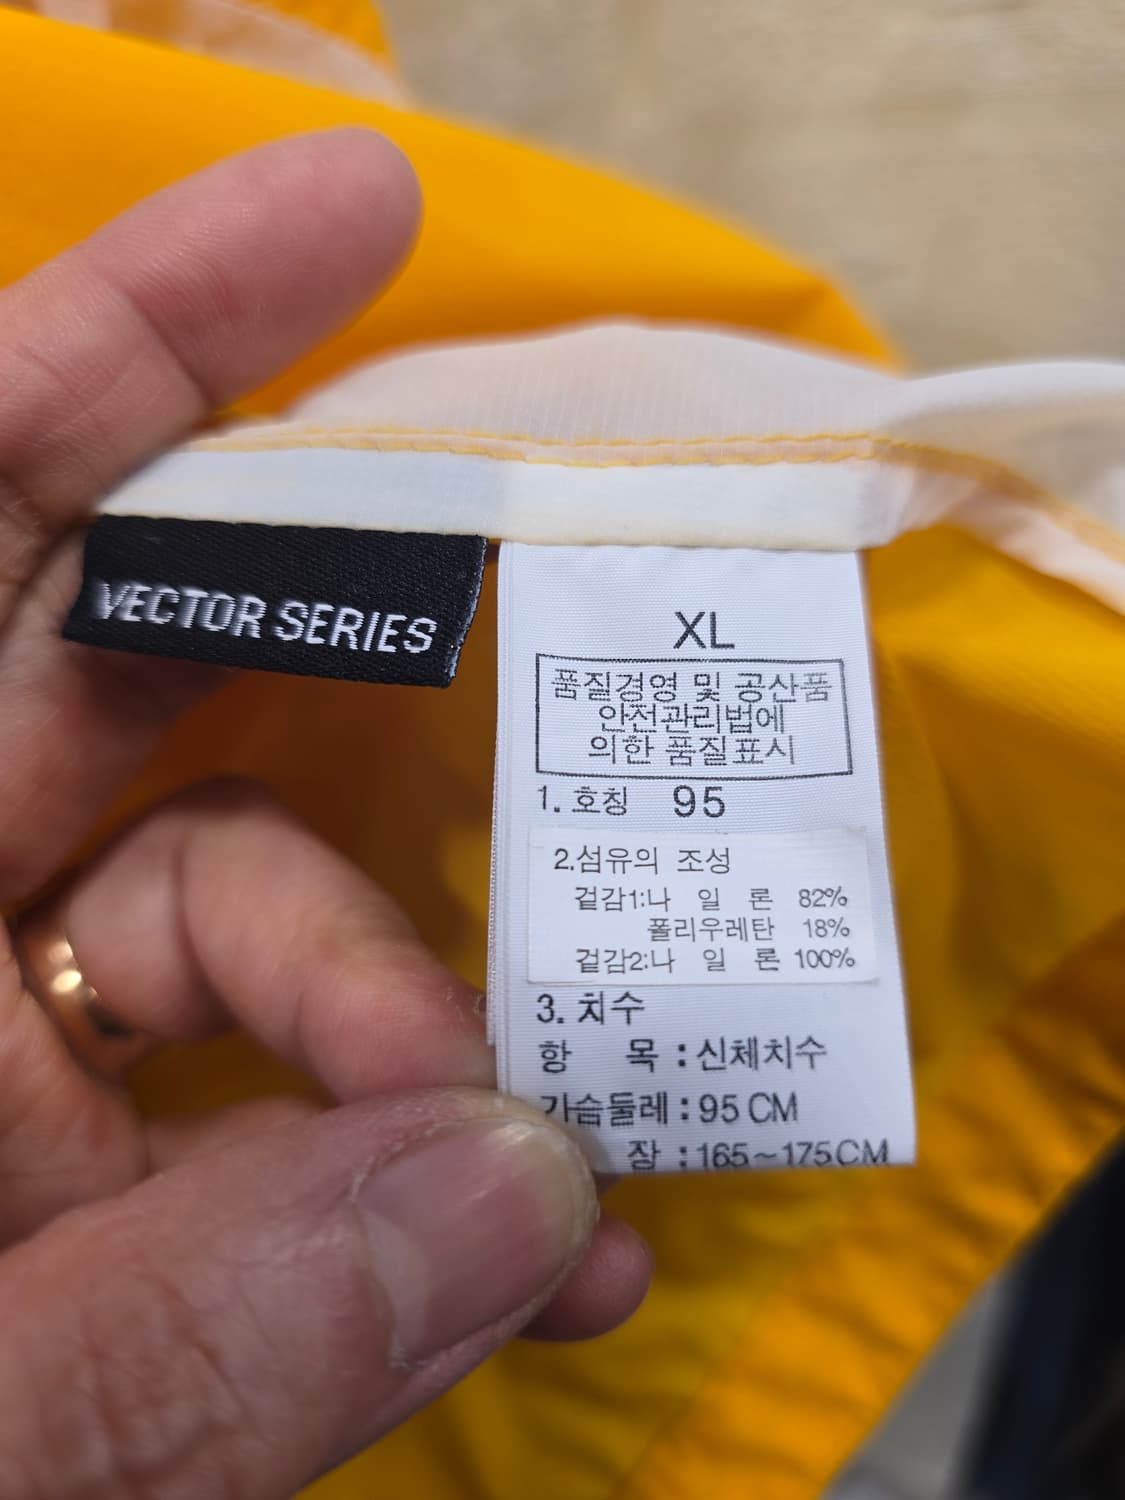 VECTOR SERIES
XL
품질경영 및 공산품
안전관리법에
의한 품질표시
1. 호칭 95
2.섬유의 조성
겉감1:나 일 론 82%
폴리우레탄 18%
겉감2:나 일 론 100%
3. 치수
항 목 : 신체치수
가슴둘레 : 95 CM
장 : 165~175CM